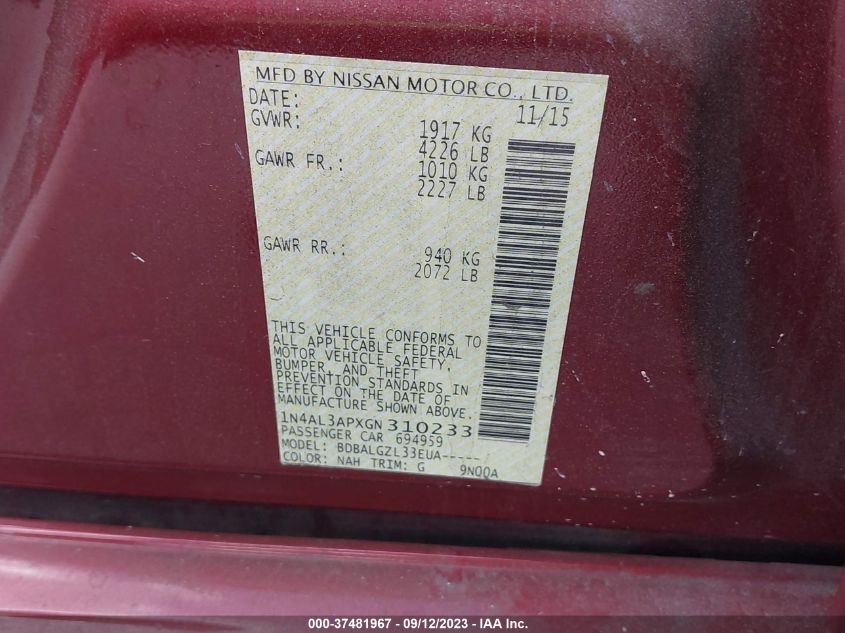 MFD BY NISSAN MOTOR CO., LTD.
DATE: 11/15
GVWR: 1917 KG
4226 LB
GAWR FR.: 1010 KG
2227 LB
GAWR RR.: 940 KG
2072 LB
THIS VEHICLE CONFORMS TO
ALL APPLICABLE FEDERAL
MOTOR VEHICLE SAFETY,
BUMPER, AND THEFT
PREVENTION STANDARDS IN
EFFECT ON THE DATE OF
MANUFACTURE SHOWN ABOVE.
1N4AL3APXGN310233
PASSENGER CAR 694959
MODEL: BDBALGZL33EUA-----
COLOR: NAH TRIM: G 9N00A
000-37481967 - 09/12/2023 - IAA Inc.